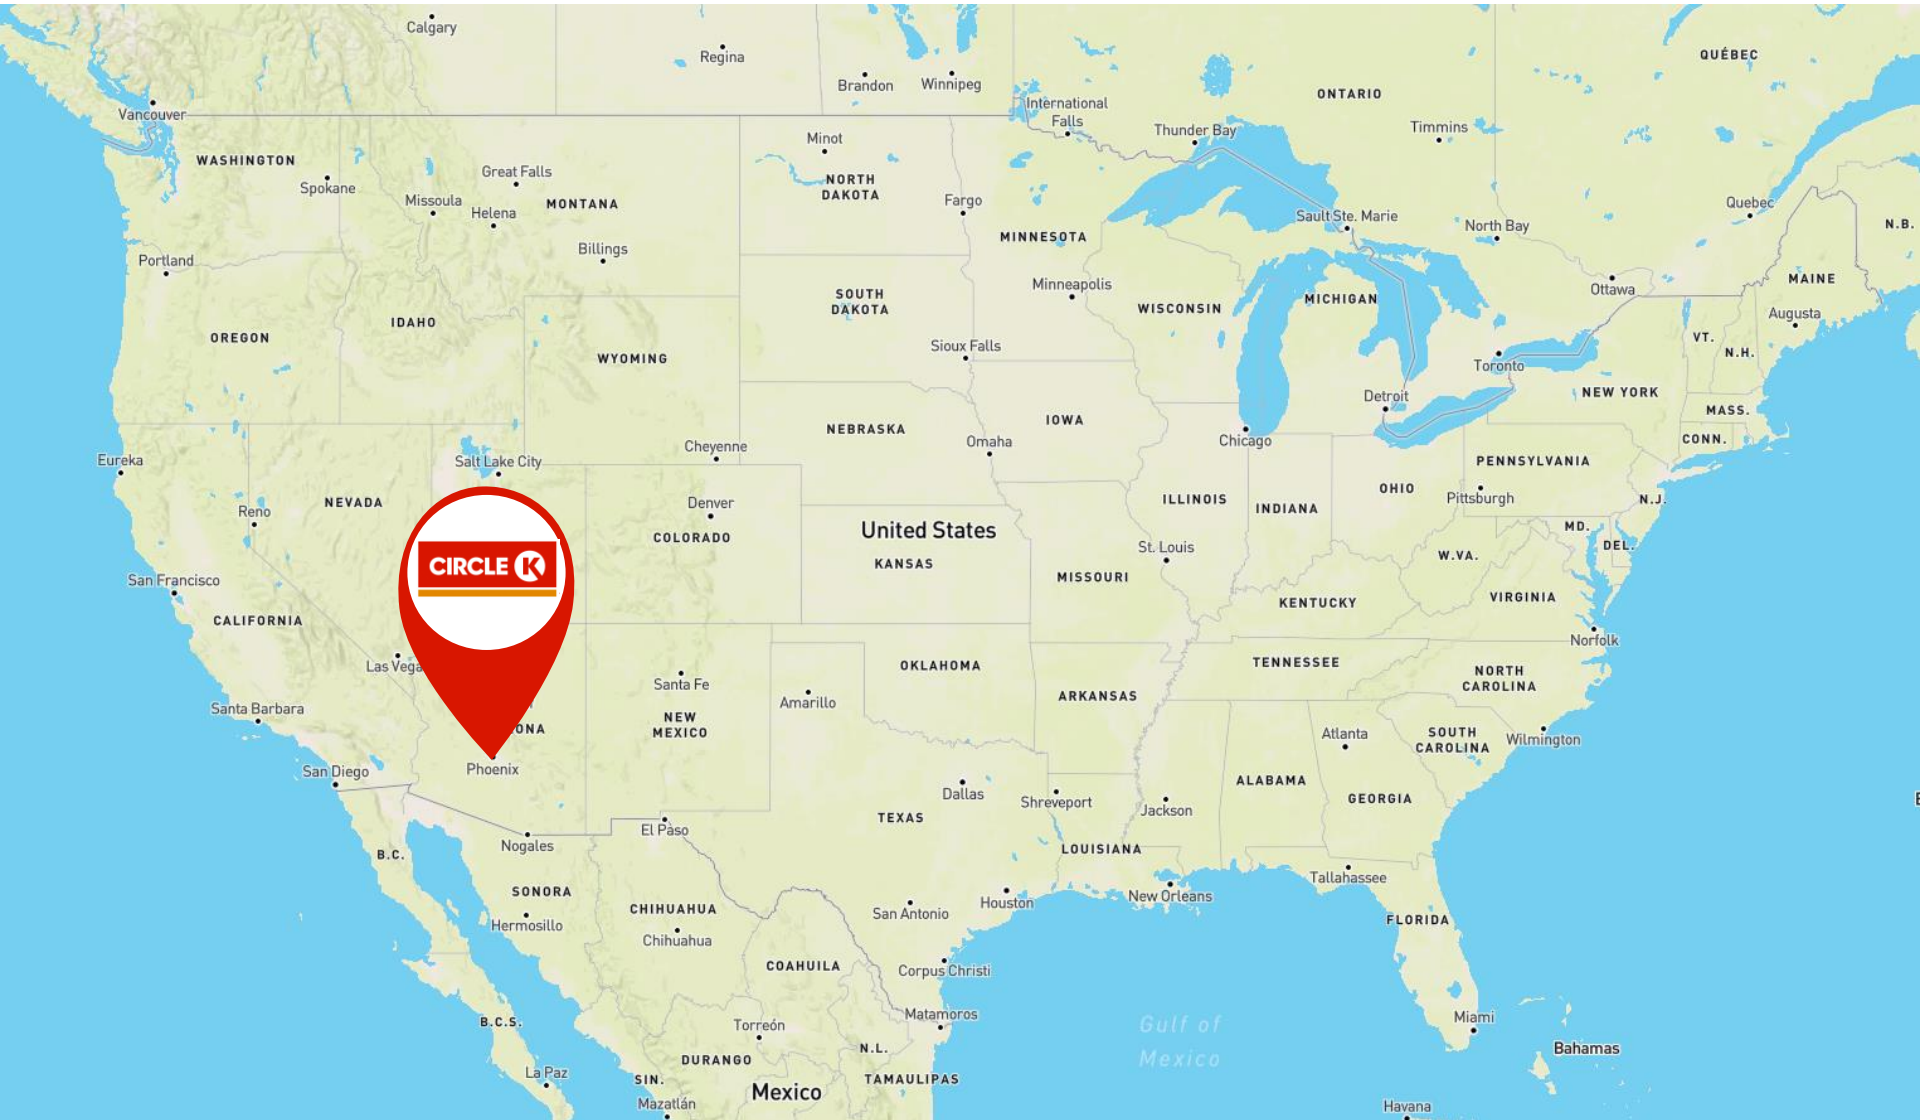 Calgary
Regina
Brandon
Winnipeg
QUÉBEC
ONTARIO
International
Falls
Vancouver
Thunder Bay
Timmins
Minot
WASHINGTON
Spokane
Great Falls
MONTANA
Missoula
Helena
NORTH
DAKOTA
Fargo
MINNESOTA
Sault Ste. Marie
North Bay
Quebec
N.B.
Portland
Billings
Minneapolis
Ottawa
MAINE
SOUTH
DAKOTA
WISCONSIN
MICHIGAN
Augusta
OREGON
IDAHO
WYOMING
Sioux Falls
Toronto
VT.
N.H.
Detroit
NEW YORK
MASS.
NEBRASKA
IOWA
Omaha
Chicago
CONN.
Eureka
Salt Lake City
Cheyenne
PENNSYLVANIA
NEVADA
Reno
Denver
COLORADO
ILLINOIS
INDIANA
OHIO
Pittsburgh
N.J.
MD.
DEL.
United States
KANSAS
St. Louis
W.VA.
CIRCLE K
San Francisco
CALIFORNIA
MISSOURI
KENTUCKY
VIRGINIA
Norfolk
Las Vega
Santa Fe
OKLAHOMA
TENNESSEE
NORTH
CAROLINA
Santa Barbara
Amarillo
ARKANSAS
ONA
NEW
MEXICO
Atlanta
SOUTH
CAROLINA
Wilmington
San Diego
Phoenix
Dallas
Shreveport
Jackson
ALABAMA
GEORGIA
TEXAS
El Paso
Nogales
B.C.
LOUISIANA
Tallahassee
SONORA
Hermosillo
CHIHUAHUA
Chihuahua
San Antonio
Houston
New Orleans
FLORIDA
COAHUILA
Corpus Christi
B.C.S.
Torreón
Matamoros
Gulf of
Mexico
Miami
DURANGO
N.L.
Bahamas
La Paz
SIN.
Mexico
TAMAULIPAS
Mazatlán
Havana